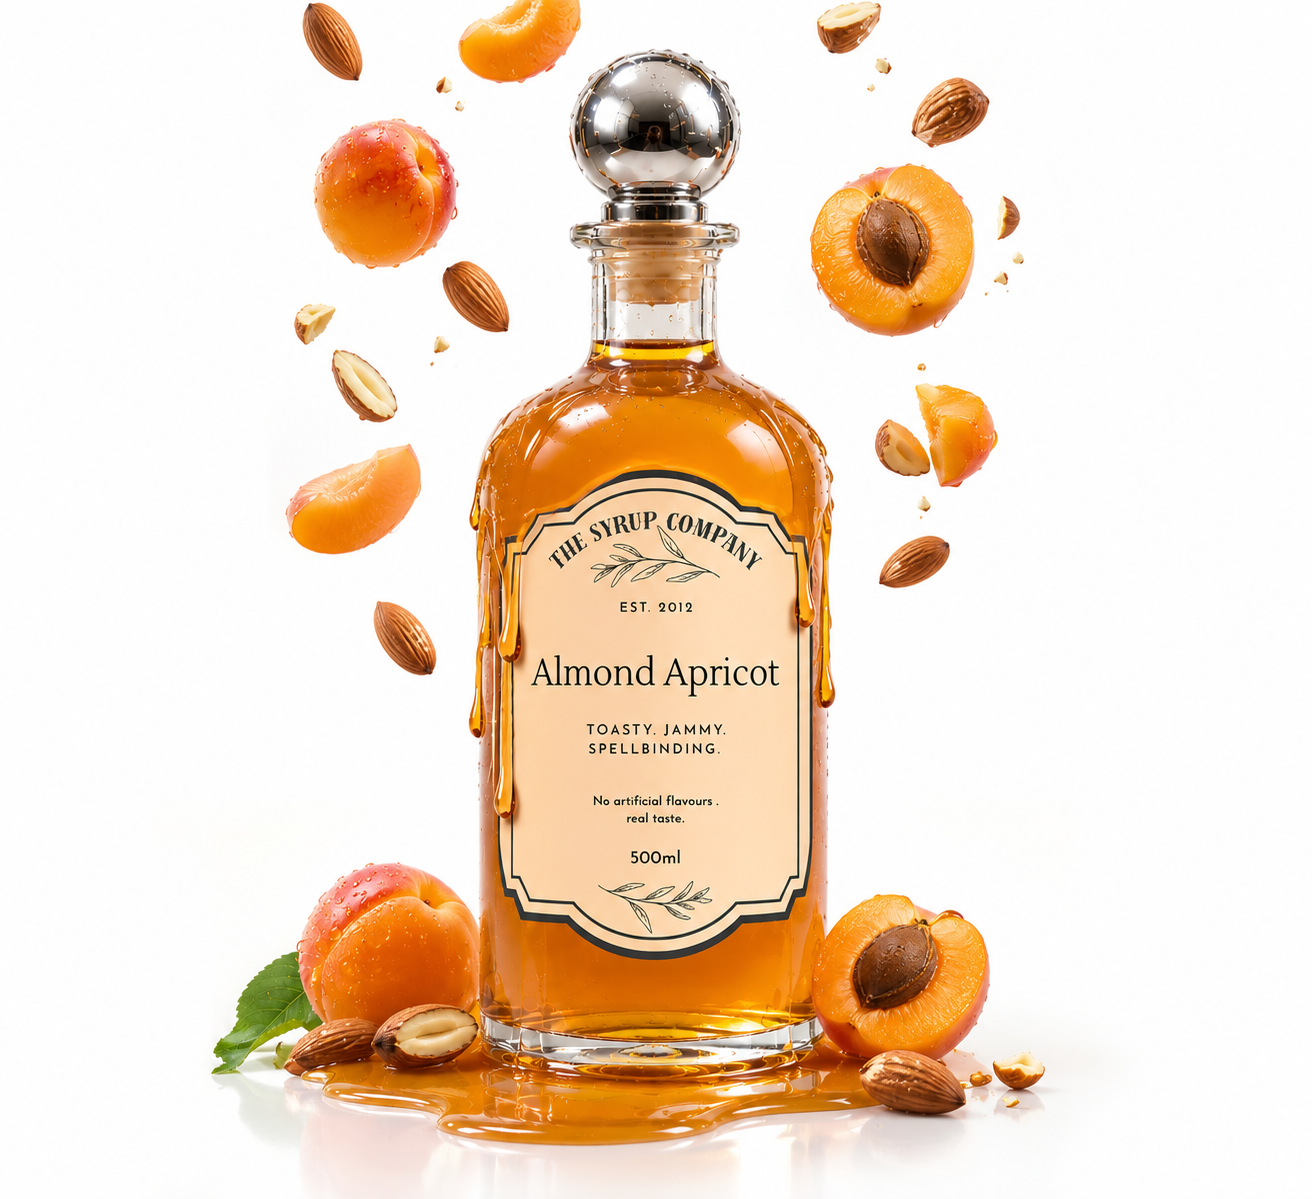 THE SYRUP COMPANY
EST. 2012
Almond Apricot
TOASTY. JAMMY.
SPELLBINDING.
No artificial flavours .
real taste.
500ml